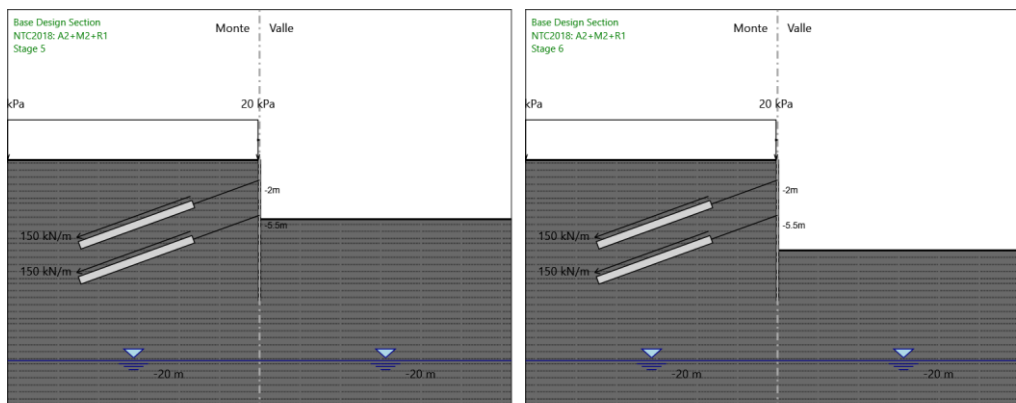 Base Design Section
NTC2018: A2+M2+R1
Stage 5
Monte
Valle
kPa
20 kPa
-2m
-5.5m
150 kN/m
150 kN/m
-20 m
-20 m
Base Design Section
NTC2018: A2+M2+R1
Stage 6
Monte
Valle
kPa
20 kPa
-2m
-5.5m
150 kN/m
150 kN/m
-20 m
-20 m